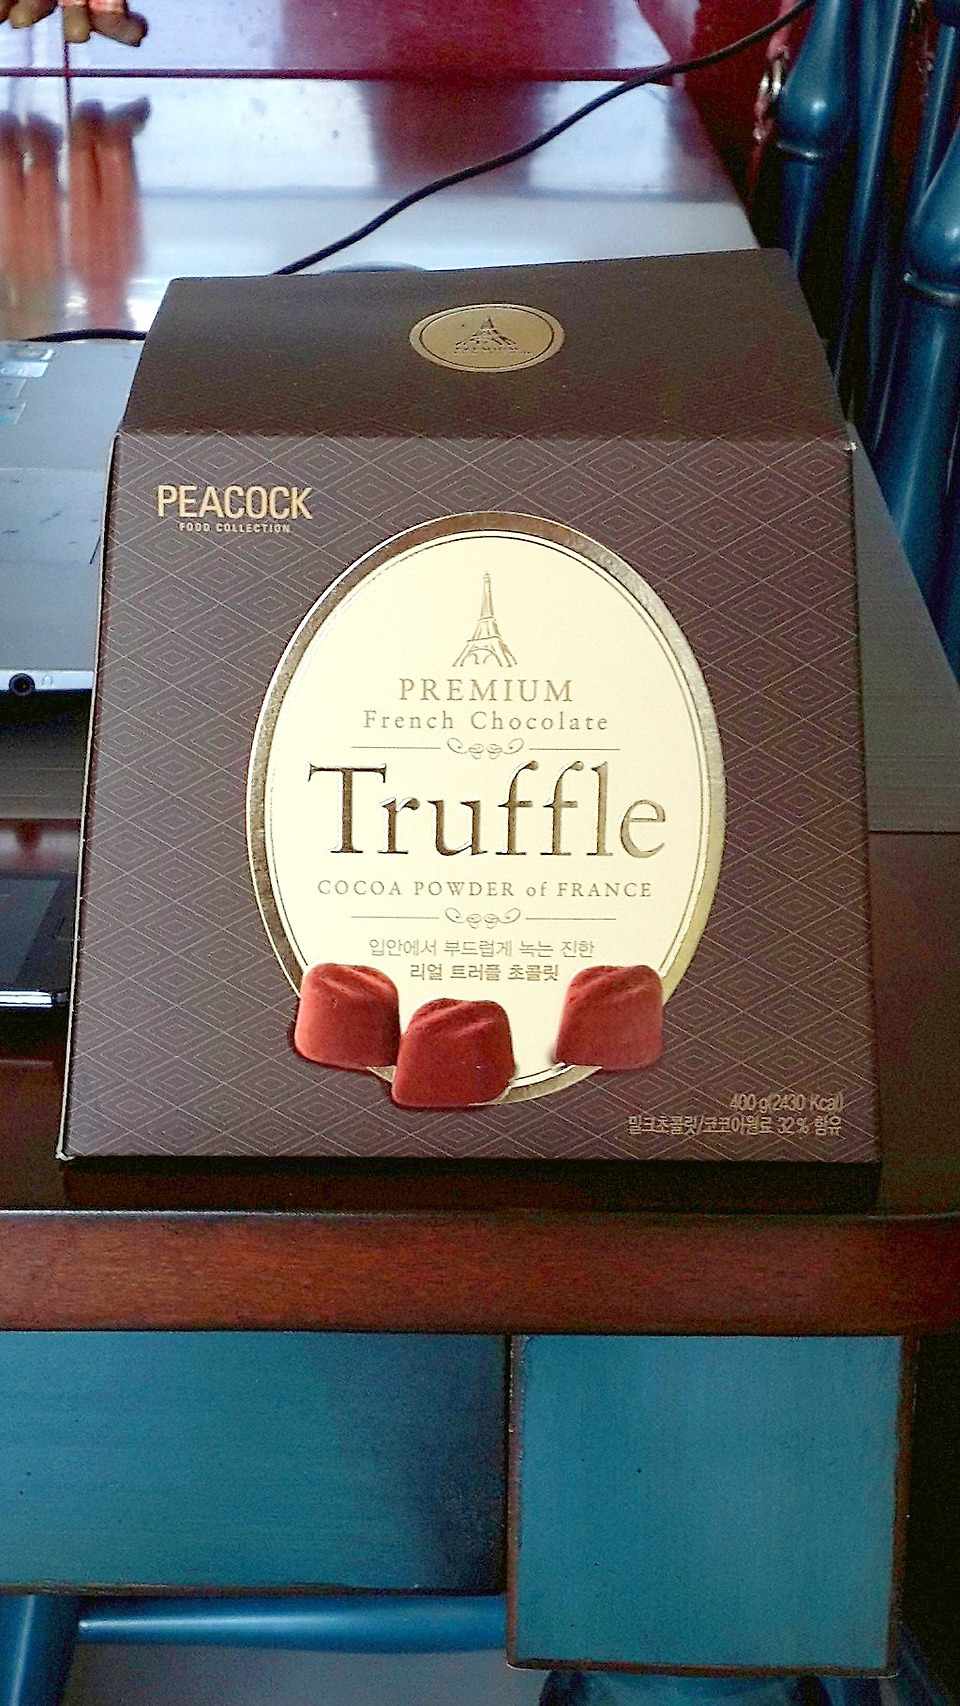 PREMIUM
PEACOCK
FOOD COLLECTION
PREMIUM
French Chocolate
Truffle
COCOA POWDER of FRANCE
입안에서 부드럽게 녹는 진한
리얼 트러플 초콜릿
400 g(2430 Kcal)
밀크초콜릿/코코아원료 32% 함유